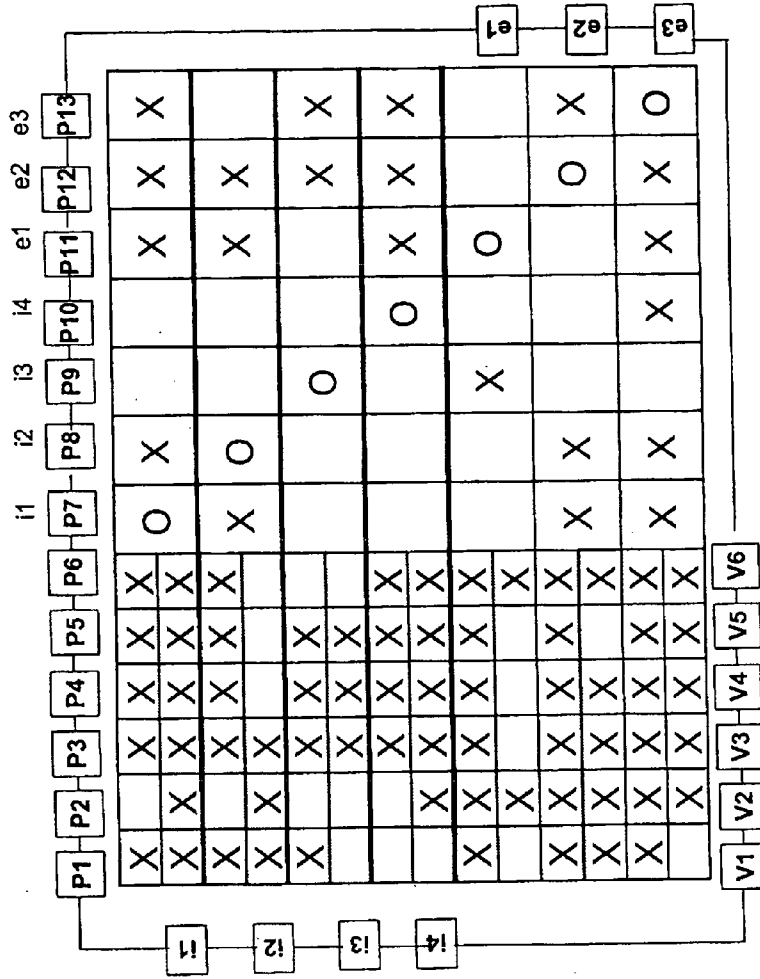 i1 i2 i3 i4 e1 e2 e3
P1 P2 P3 P4 P5 P6 P7 P8 P9 P10 P11 P12 P13
X X X X X
O X X X X
X X X X X X
i1
X X X X X
X O X X
X X X
i2
X X X X
O X X
X X X
i3
X X X X
O X X X
X X X X X
i4
X X X X X X
X O
X X
e1
X X X X X X
X X O X
X X X X X
e2
X X X X X X
X X X X X O
X X X X X
e3
V1 V2 V3 V4 V5 V6